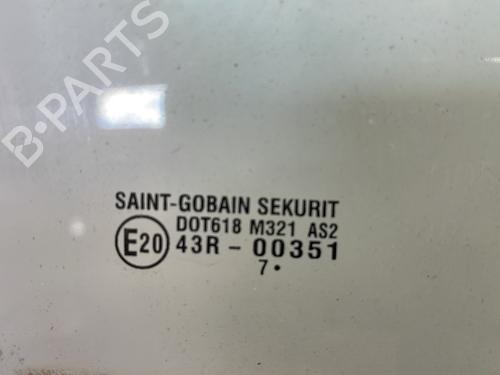 B-PARTS
SAINT-GOBAIN SEKURIT
DOT618 M321 AS2
E20 43R - 00351
7 •